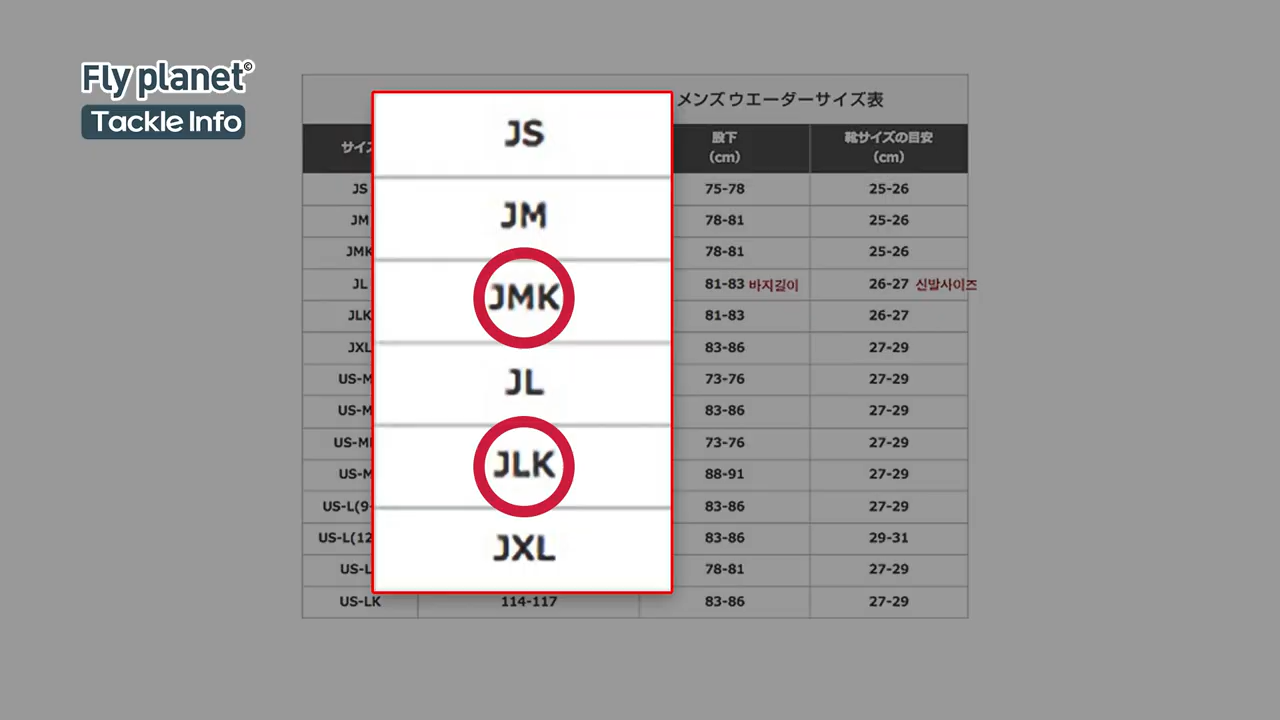 Fly planet©
Tackle Info
メンズウエーダーサイズ表
股下 (cm) 靴サイズの目安 (cm)
JS 75-78 25-26
JM 78-81 25-26
JMK 78-81 25-26
JL 81-83 바지길이 26-27 신발사이즈
JLK 81-83 26-27
JXL 83-86 27-29
73-76 27-29
83-86 27-29
73-76 27-29
88-91 27-29
83-86 27-29
83-86 29-31
78-81 27-29
US-LK 114-117 83-86 27-29
JS
JM
JMK
JL
JLK
JXL